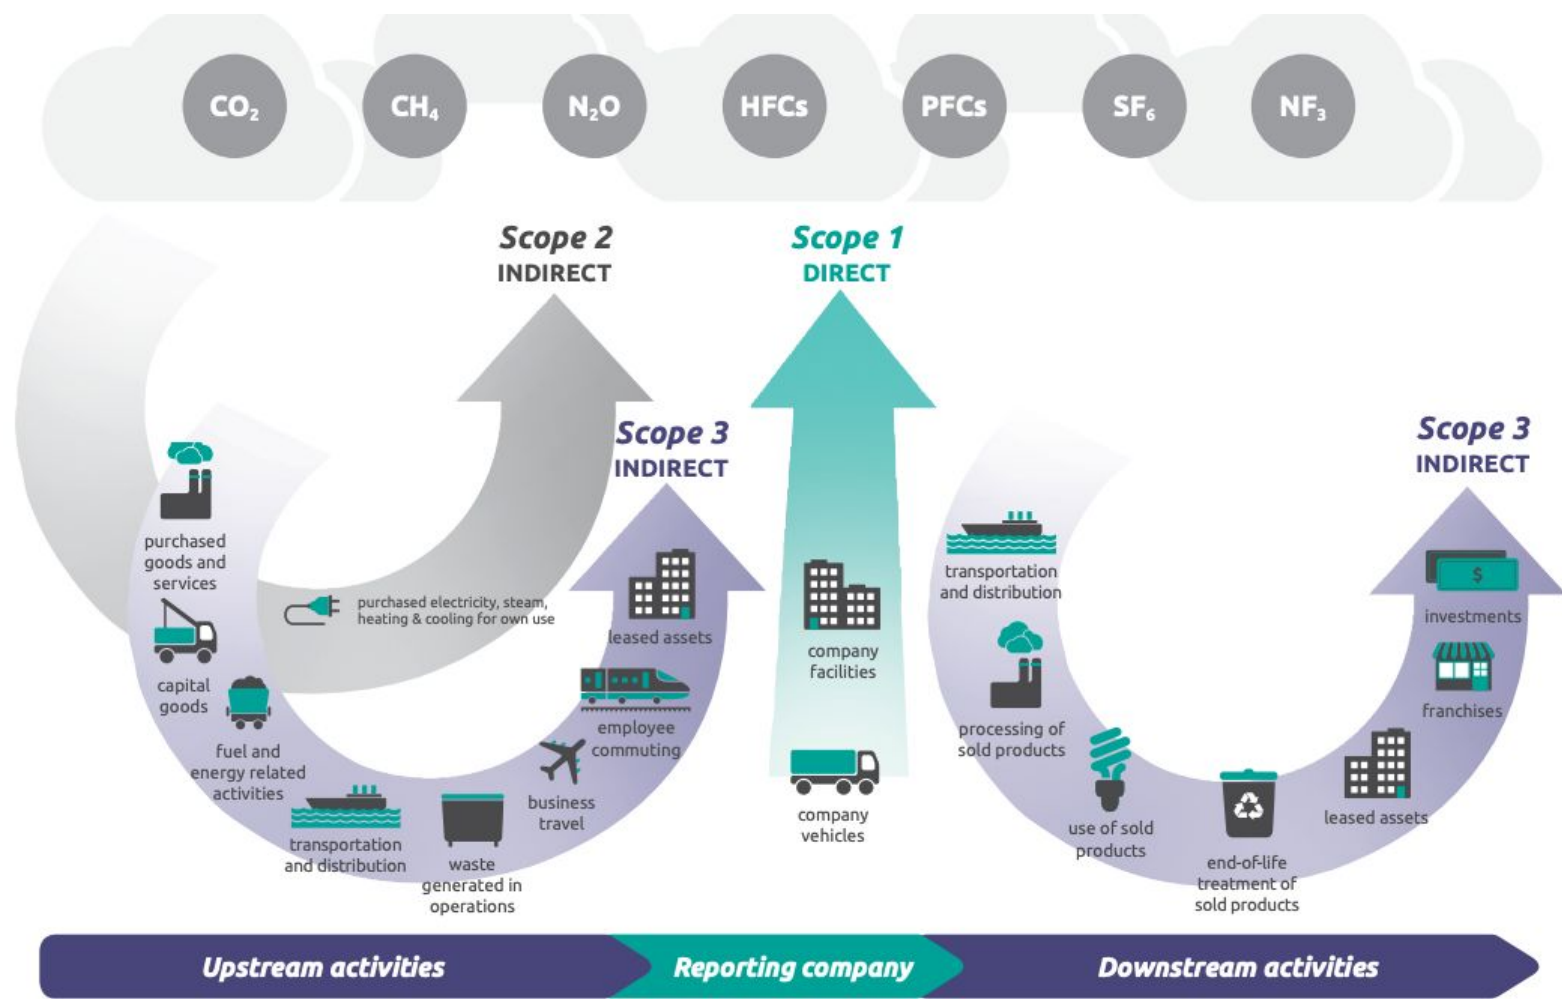 CO₂ CH₄ N₂O HFCs PFCs SF₆ NF₃
Scope 2
INDIRECT
Scope 1
DIRECT
Scope 3
INDIRECT
Scope 3
INDIRECT
purchased
goods and
services
capital
goods
fuel and
energy related
activities
transportation
and distribution
waste
generated in
operations
business
travel
employee
commuting
leased assets
purchased electricity, steam,
heating & cooling for own use
company
facilities
company
vehicles
transportation
and distribution
processing of
sold products
use of sold
products
end-of-life
treatment of
sold products
leased assets
franchises
$
investments
Upstream activities
Reporting company
Downstream activities